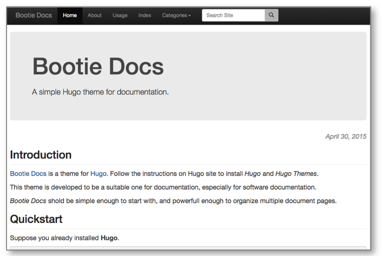 Bootie Docs Home About Usage Index Categories Search Site
Bootie Docs
A simple Hugo theme for documentation.
April 30, 2015
Introduction
Bootie Docs is a theme for Hugo. Follow the instructions on Hugo site to install Hugo and Hugo Themes.
This theme is developed to be a suitable one for documentation, especially for software documentation.
Bootie Docs shold be simple enough to start with, and powerfull enough to organize multiple document pages.
Quickstart
Suppose you already installed Hugo.